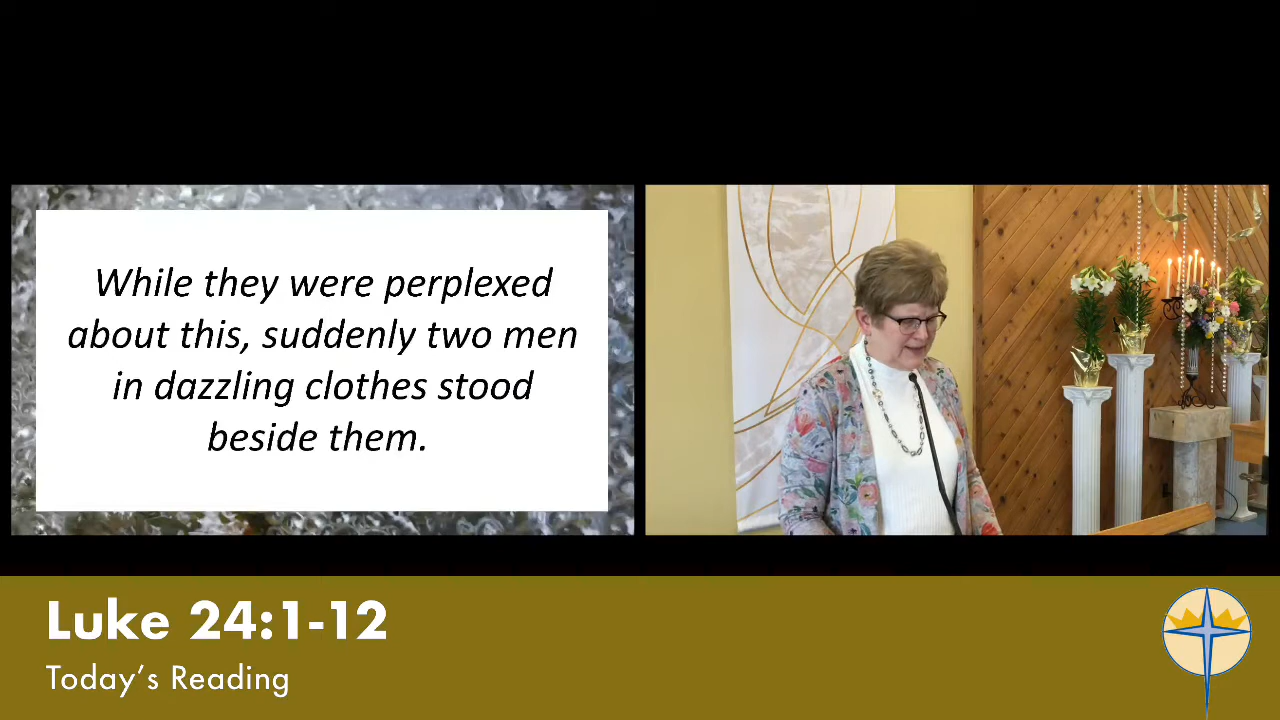 While they were perplexed
about this, suddenly two men
in dazzling clothes stood
beside them.
Luke 24:1-12
Today's Reading